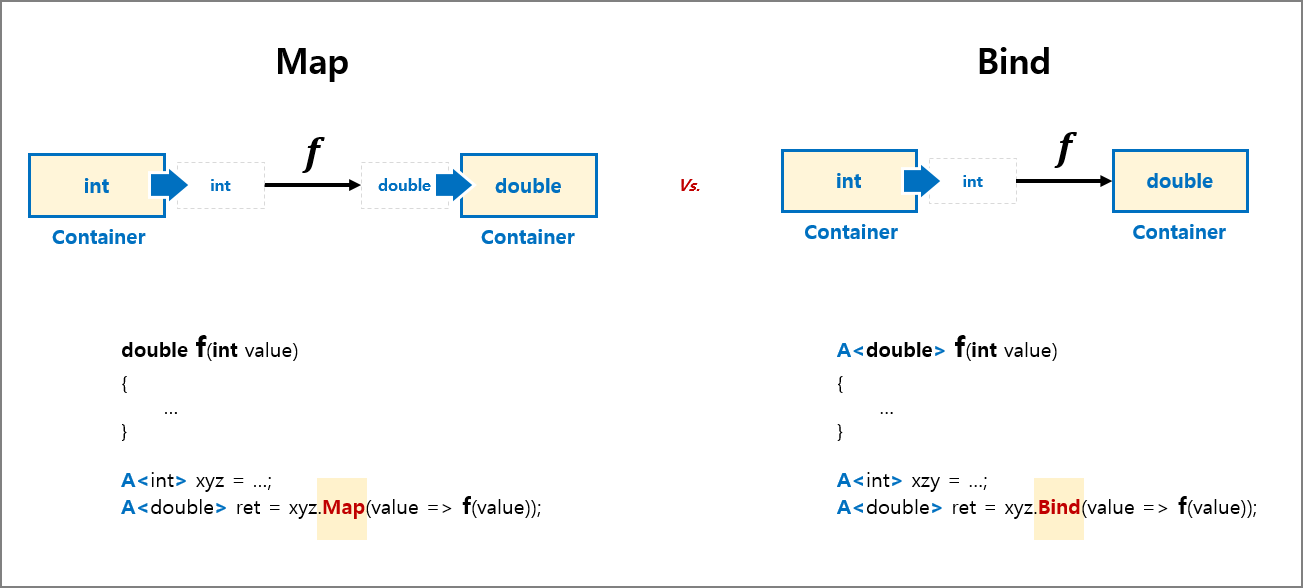 Map
Bind
f
int
int
double
double
Container
Container
Vs.
f
int
int
double
Container
Container
double f(int value)
{
...
}
A<int> xyz = ...;
A<double> ret = xyz.Map(value => f(value));
A<double> f(int value)
{
...
}
A<int> xzy = ...;
A<double> ret = xyz.Bind(value => f(value));